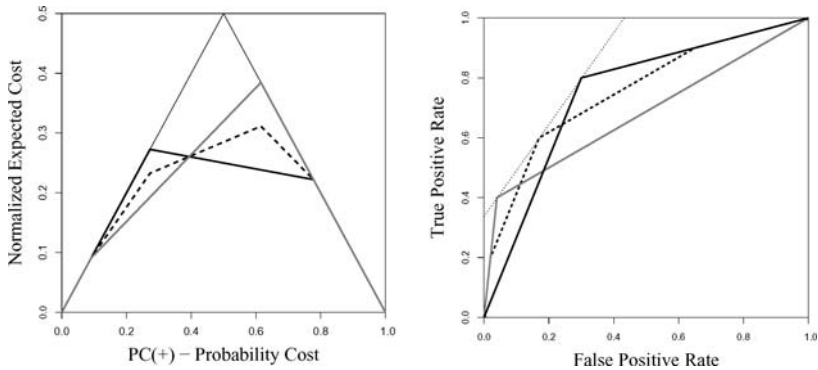 0.5
0.4
0.3
0.2
0.1
0.0
Normalized Expected Cost
0.0 0.2 0.4 0.6 0.8 1.0
PC(+) − Probability Cost
1.0
0.8
0.6
0.4
0.2
0.0
True Positive Rate
0.0 0.2 0.4 0.6 0.8 1.0
False Positive Rate